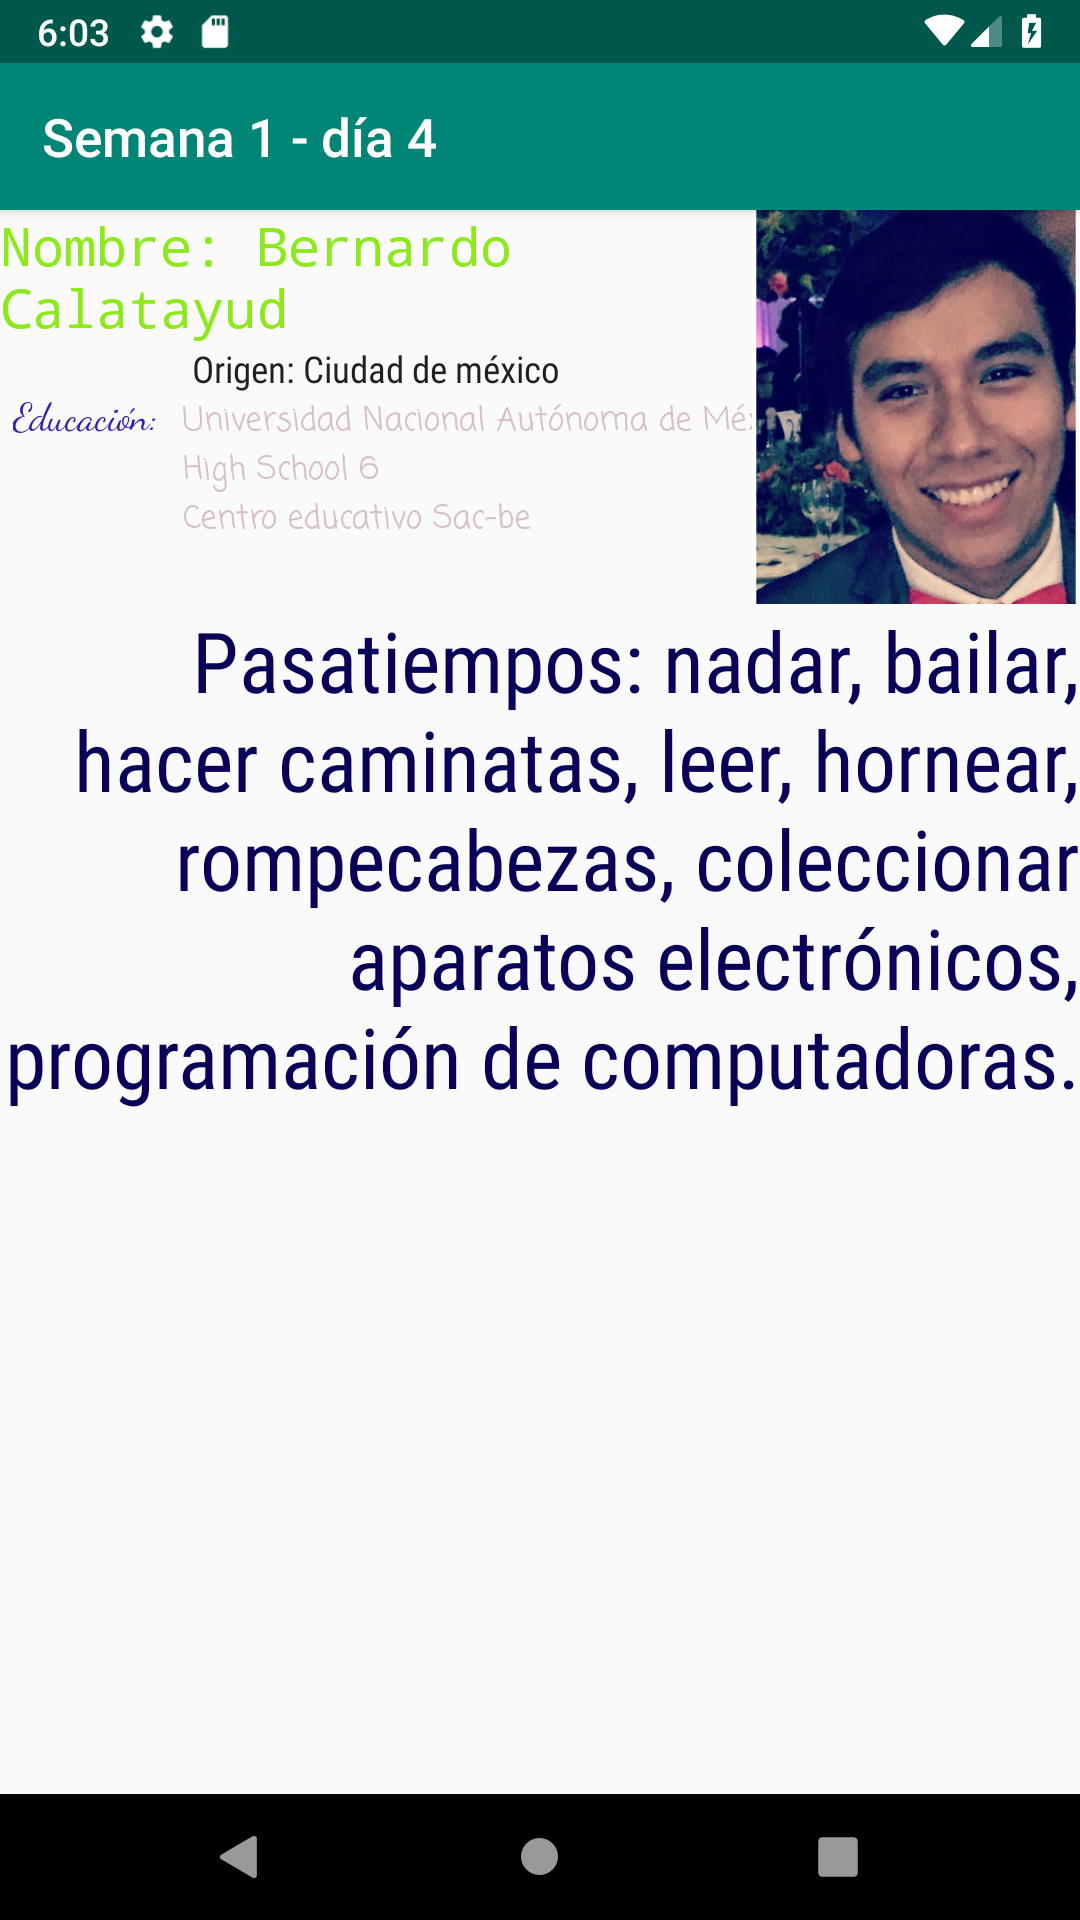 6:03
Semana 1 - día 4
Nombre: Bernardo
Calatayud
Origen: Ciudad de méxico
Educación: Universidad Nacional Autónoma de
High School 6
Centro educativo Sac-be
Pasatiempos: nadar, bailar,
hacer caminatas, leer, hornear,
rompecabezas, coleccionar
aparatos electrónicos,
programación de computadoras.